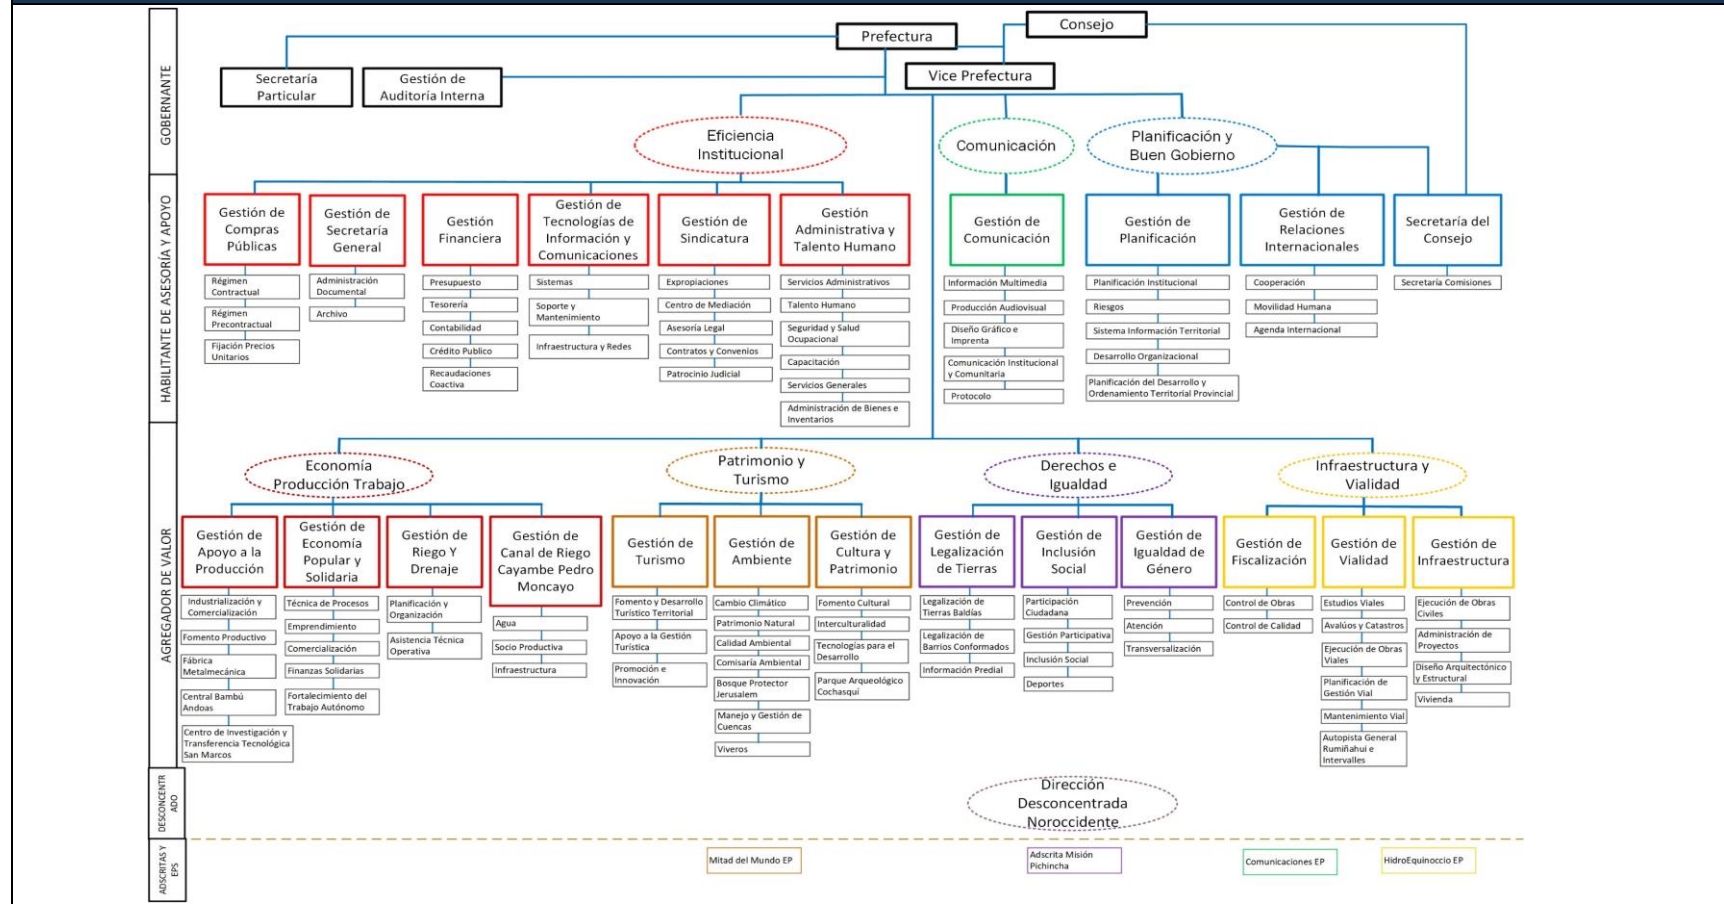 GOBERNANTE
Consejo
Prefectura
Vice Prefectura
Secretaría
Particular
Gestión de
Auditoría Interna
Eficiencia
Institucional
Comunicación
Planificación y
Buen Gobierno
HABILITANTE DE ASESORÍA Y APOYO
Gestión de
Compras
Públicas
Régimen
Contractual
Régimen
Precontractual
Fijación Precios
Unitarios
Gestión de
Secretaría
General
Administración
Documental
Archivo
Gestión
Financiera
Presupuesto
Tesorería
Contabilidad
Crédito Publico
Recaudaciones
Coactiva
Gestión de
Tecnologías de
Información y
Comunicaciones
Sistemas
Soporte y
Mantenimiento
Infraestructura y Redes
Gestión de
Sindicatura
Expropiaciones
Centro de Mediación
Asesoría Legal
Contratos y Convenios
Patrocinio Judicial
Gestión
Administrativa y
Talento Humano
Servicios Administrativos
Talento Humano
Seguridad y Salud
Ocupacional
Capacitación
Servicios Generales
Administración de Bienes e
Inventarios
Gestión de
Comunicación
Información Multimedia
Producción Audiovisual
Diseño Gráfico e
Imprenta
Comunicación Institucional
y Comunitaria
Protocolo
Gestión de
Planificación
Planificación Institucional
Riesgos
Sistema Información Territorial
Desarrollo Organizacional
Planificación del Desarrollo y
Ordenamiento Territorial Provincial
Gestión de
Relaciones
Internacionales
Cooperación
Movilidad Humana
Agenda Internacional
Secretaría del
Consejo
Secretaría Comisiones
AGREGADOR DE VALOR
Economía
Producción Trabajo
Patrimonio y
Turismo
Derechos e
Igualdad
Infraestructura y
Vialidad
Gestión de
Apoyo a la
Producción
Industrialización y
Comercialización
Fomento Productivo
Fábrica
Metalmecánica
Central Bambú
Andoas
Centro de Investigación y
Transferencia Tecnológica
San Marcos
Gestión de
Economía
Popular y
Solidaria
Técnica de Procesos
Emprendimiento
Comercialización
Finanzas Solidarias
Fortalecimiento del
Trabajo Autónomo
Gestión de
Riego Y
Drenaje
Planificación y
Organización
Asistencia Técnica
Operativa
Gestión de
Canal de Riego
Cayambe Pedro
Moncayo
Agua
Socio Productiva
Infraestructura
Gestión de
Turismo
Fomento y Desarrollo
Turístico Territorial
Apoyo a la Gestión
Turística
Promoción e
Innovación
Gestión de
Ambiente
Cambio Climático
Patrimonio Natural
Calidad Ambiental
Comisaría Ambiental
Bosque Protector
Jerusalem
Manejo y Gestión de
Cuencas
Viveros
Gestión de
Cultura y
Patrimonio
Fomento Cultural
Interculturalidad
Tecnologías para el
Desarrollo
Parque Arqueológico
Cochasquí
Gestión de
Legalización
de Tierras
Legalización de
Tierras Baldías
Legalización de
Barrios Conformados
Información Predial
Gestión de
Inclusión
Social
Participación
Ciudadana
Gestión Participativa
Inclusión Social
Deportes
Gestión de
Igualdad de
Género
Prevención
Atención
Transversalización
Gestión de
Fiscalización
Control de Obras
Control de Calidad
Gestión de
Vialidad
Estudios Viales
Avalúos y Catastros
Ejecución de Obras
Viales
Planificación de
Gestión Vial
Mantenimiento Vial
Autopista General
Rumiñahui e
Intervalles
Gestión de
Infraestructura
Ejecución de Obras
Civiles
Administración de
Proyectos
Diseño Arquitectónico
y Estructural
Vivienda
DESCONCENTR
ADO
Dirección
Desconcentrada
Noroccidente
ADSCRITAS Y
EPS
Mitad del Mundo EP
Adscrita Misión
Pichincha
Comunicaciones EP
HidroEquinoccio EP